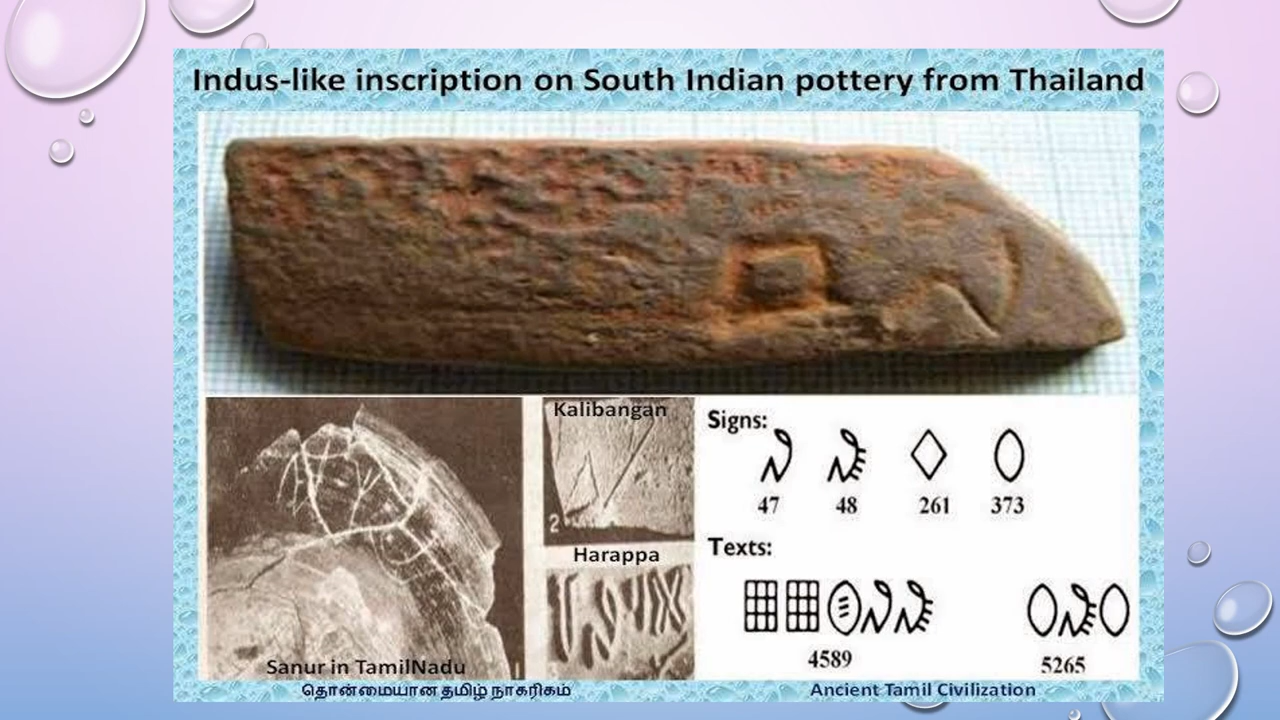 Indus-like inscription on South Indian pottery from Thailand
Kalibangan
2
Harappa
Sanur in TamilNadu
Signs:
47 48 261 373
Texts:
4589 5265
தொன்மையான தமிழ் நாகரிகம்
Ancient Tamil Civilization